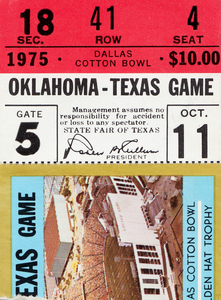 18 41 4
SEC. ROW SEAT
1975 • DALLAS COTTON BOWL • $10.00
OKLAHOMA - TEXAS GAME
GATE 5
Management assumes no
responsibility for accident
or loss to any spectator.
STATE FAIR OF TEXAS
PRESIDENT
OCT. 11
EXAS GAME
AS COTTON BOWL
DEN HAT TROPHY